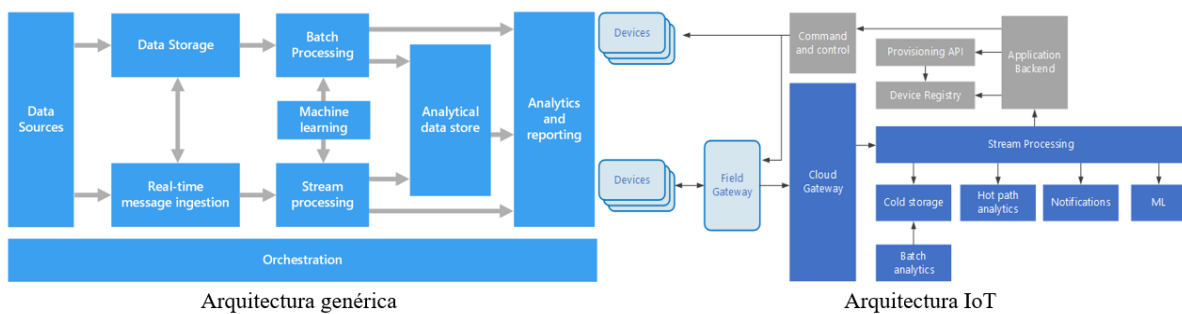 Data
Sources
Data Storage
Real-time
message ingestion
Batch
Processing
Machine
learning
Stream
processing
Analytical
data store
Analytics
and
reporting
Orchestration
Arquitectura genérica
Devices
Devices
Field
Gateway
Command
and control
Cloud
Gateway
Provisioning API
Device Registry
Application
Backend
Stream Processing
Cold storage
Hot path
analytics
Notifications
ML
Batch
analytics
Arquitectura IoT